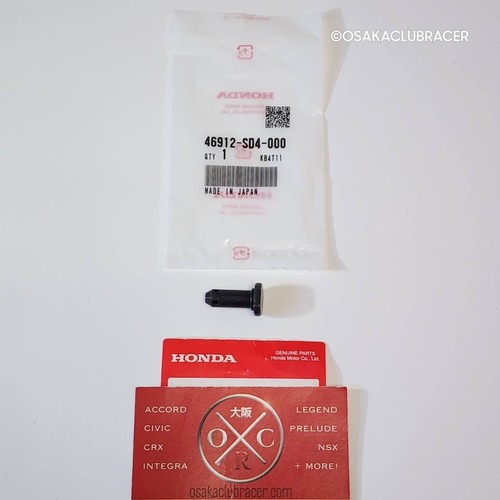 ©OSAKACLUBRACER
HONDA
46912-SD4-000
QTY 1 KB4T11
MADE IN JAPAN
HONDA
GENUINE PARTS
Honda Motor Co., Ltd.
ACCORD
CIVIC
CRX
INTEGRA
大阪
O C
R
LEGEND
PRELUDE
NSX
+ MORE!
osakaclubracer.com